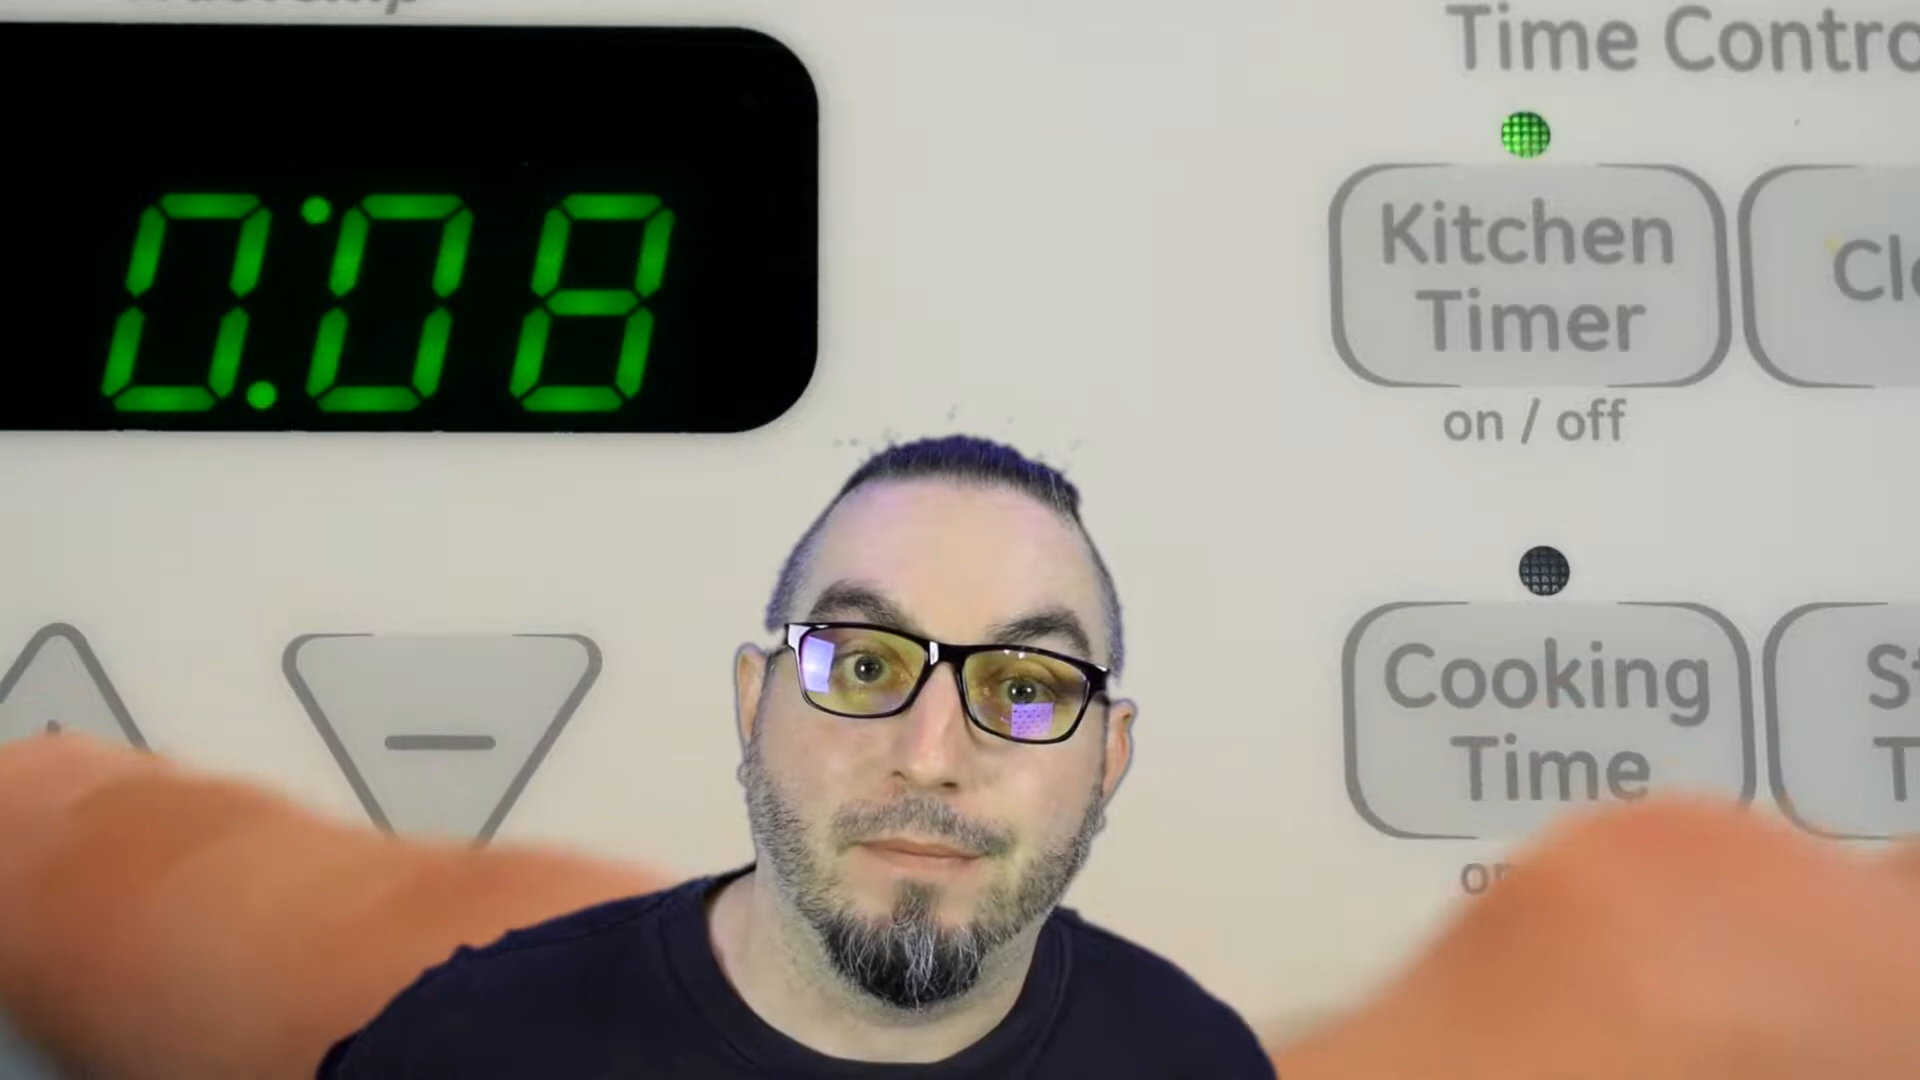 Time Contro
0:08
Kitchen
Timer
on / off
Cooking
Time